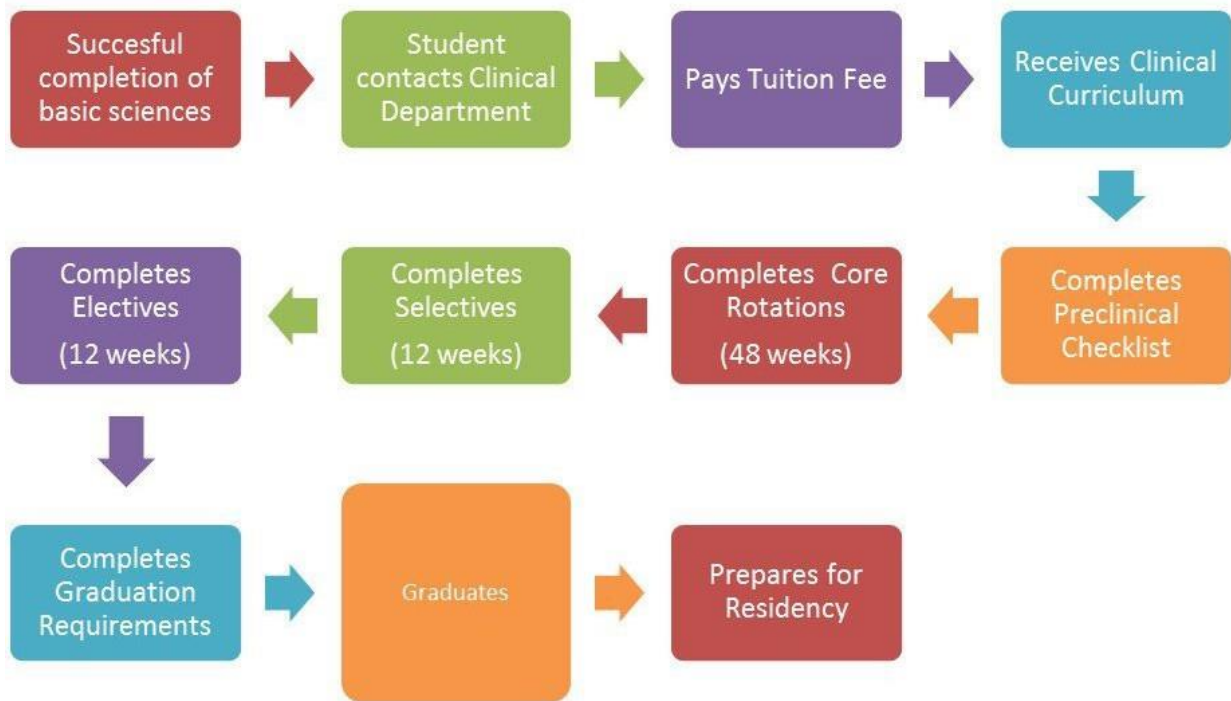 Succesful
completion of
basic sciences
Student
contacts Clinical
Department
Pays Tuition Fee
Receives Clinical
Curriculum
Completes
Preclinical
Checklist
Completes Core
Rotations
(48 weeks)
Completes
Selectives
(12 weeks)
Completes
Electives
(12 weeks)
Completes
Graduation
Requirements
Graduates
Prepares for
Residency